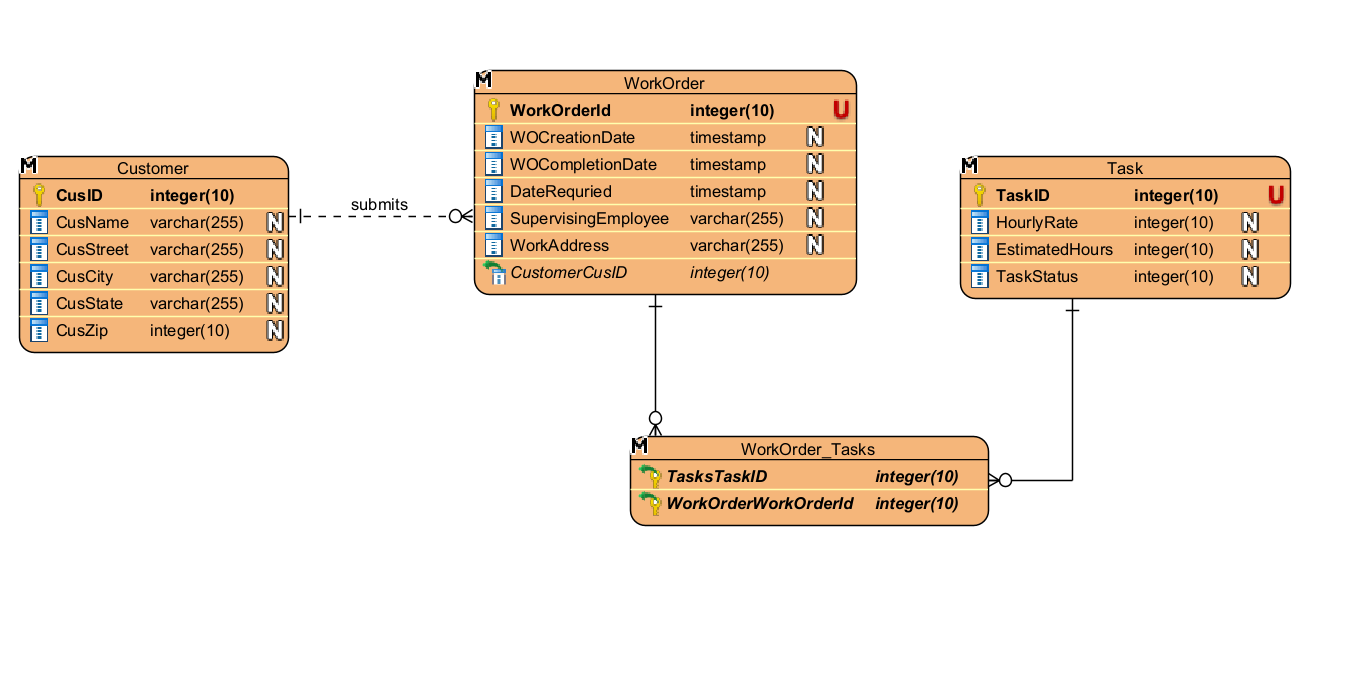 M Customer
CusID integer(10)
CusName varchar(255) N
CusStreet varchar(255) N
CusCity varchar(255) N
CusState varchar(255) N
CusZip integer(10) N
submits
M WorkOrder
WorkOrderId integer(10) U
WOCreationDate timestamp N
WOCompletionDate timestamp N
DateRequried timestamp N
SupervisingEmployee varchar(255) N
WorkAddress varchar(255) N
CustomerCusID integer(10)
M Task
TaskID integer(10) U
HourlyRate integer(10) N
EstimatedHours integer(10) N
TaskStatus integer(10) N
M WorkOrder_Tasks
TasksTaskID integer(10)
WorkOrderWorkOrderId integer(10)